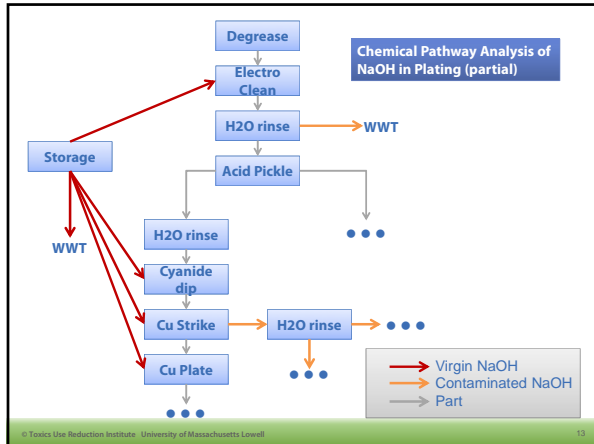 Degrease
Chemical Pathway Analysis of
NaOH in Plating (partial)
Electro
Clean
H2O rinse
WWT
Storage
Acid Pickle
H2O rinse
WWT
Cyanide
dip
Cu Strike
H2O rinse
Cu Plate
Virgin NaOH
Contaminated NaOH
Part
© Toxics Use Reduction Institute University of Massachusetts Lowell
13